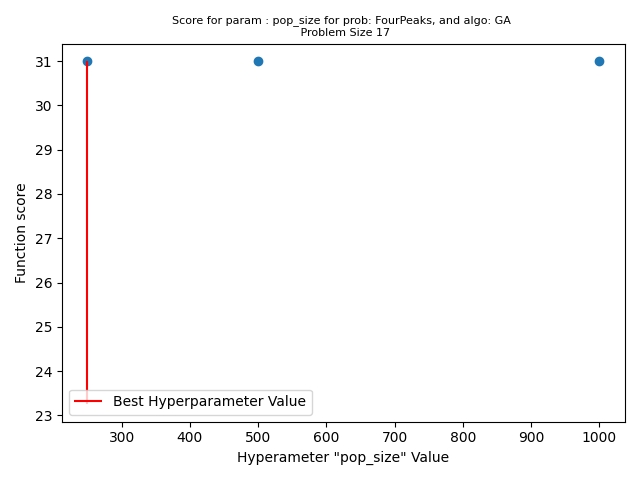 Score for param : pop_size for prob: FourPeaks, and algo: GA
Problem Size 17
31
30
29
28
27
26
25
24
23
Function score
Best Hyperparameter Value
300 400 500 600 700 800 900 1000
Hyperameter "pop_size" Value